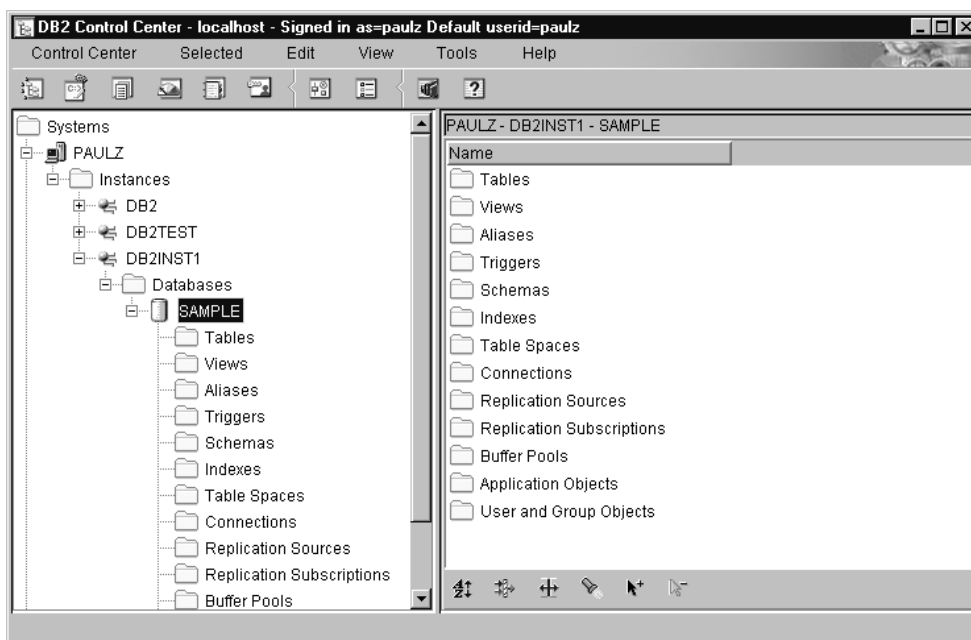 DB2 Control Center - localhost - Signed in as=paulz Default userid=paulz
Control Center Selected Edit View Tools Help
Systems
PAULZ
Instances
DB2
DB2TEST
DB2INST1
Databases
SAMPLE
Tables
Views
Aliases
Triggers
Schemas
Indexes
Table Spaces
Connections
Replication Sources
Replication Subscriptions
Buffer Pools
PAULZ - DB2INST1 - SAMPLE
Name
Tables
Views
Aliases
Triggers
Schemas
Indexes
Table Spaces
Connections
Replication Sources
Replication Subscriptions
Buffer Pools
Application Objects
User and Group Objects